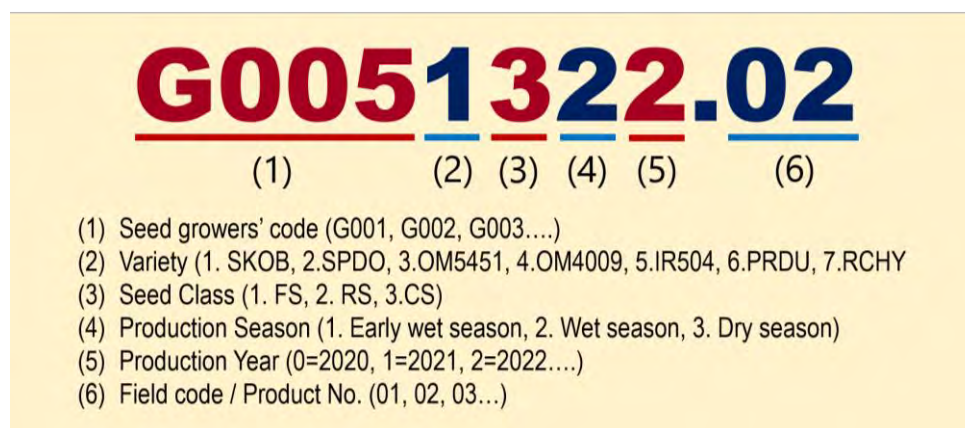 G0051322.02
(1) (2) (3) (4) (5) (6)
(1) Seed growers' code (G001, G002, G003....)
(2) Variety (1. SKOB, 2.SPDO, 3.OM5451, 4.OM4009, 5.IR504, 6.PRDU, 7.RCHY
(3) Seed Class (1. FS, 2. RS, 3.CS)
(4) Production Season (1. Early wet season, 2. Wet season, 3. Dry season)
(5) Production Year (0=2020, 1=2021, 2=2022....)
(6) Field code / Product No. (01, 02, 03...)